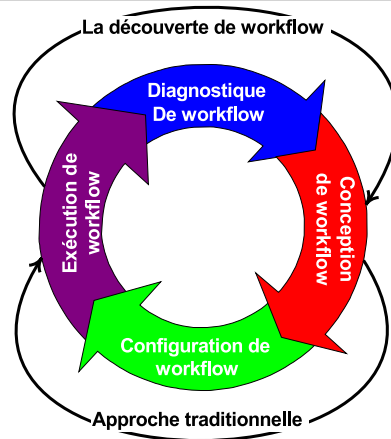 La découverte de workflow
Diagnostique
De workflow
Conception
de workflow
Exécution de
workflow
Configuration de
workflow
Approche traditionnelle